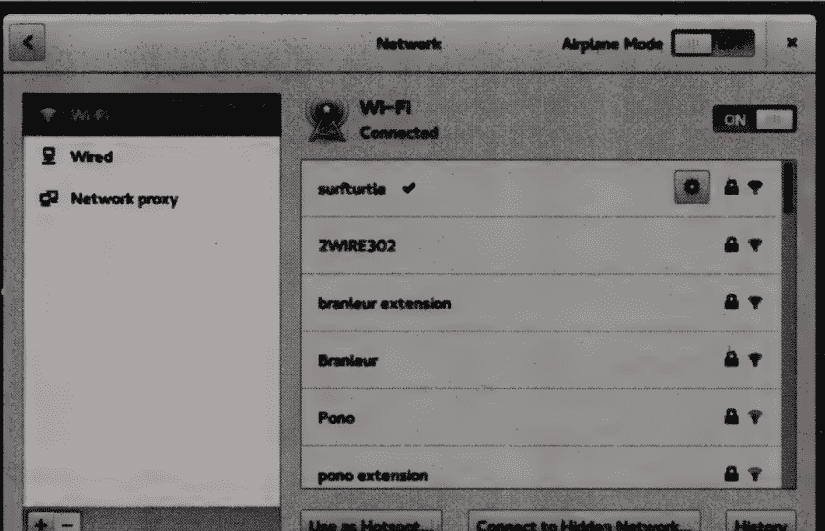 Network
Airplane Mode
Wi-Fi
Wi-Fi
Connected
ON
Wired
Network proxy
surfturtle
2WIRE302
branleur extension
Branleur
Pono
pono extension
Use as Hotspot...
Connect to Hidden Network...
History